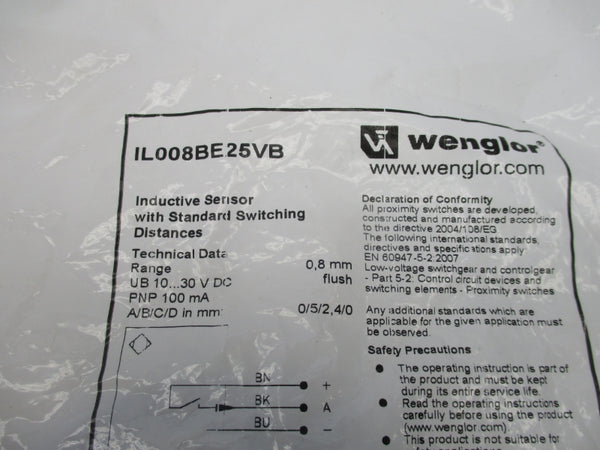 IL008BE25VB
Inductive Sensor
with Standard Switching
Distances
Technical Data
Range 0,8 mm
UB 10...30 V DC flush
PNP 100 mA
A/B/C/D in mm: 0/5/2,4/0
BN +
BK A
BU −
wenglor
www.wenglor.com
Declaration of Conformity
All proximity switches are developed,
constructed and manufactured according
to the directive 2004/108/EG
The following international standards,
directives and specifications apply
EN 60947-5-2:2007
Low-voltage switchgear and controlgear
- Part 5-2: Control circuit devices and
switching elements - Proximity switches
Any additional standards which are
applicable for the given application must
be observed.
Safety Precautions
● The operating instruction is part of
the product and must be kept
during its entire service life.
● Read the operating instructions
carefully before using the product
(www.wenglor.com)
● This product is not suitable for
safety applications